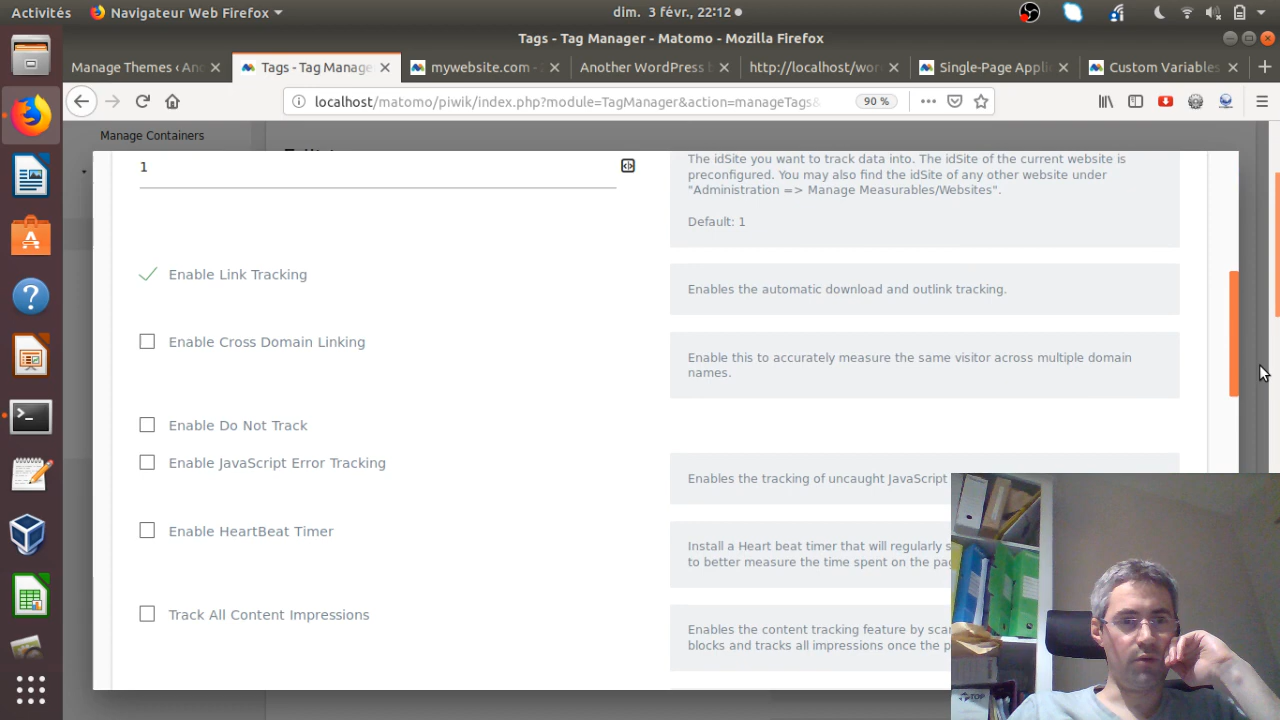 Activités
Navigateur Web Firefox
dim. 3 févr., 22:12
Tags - Tag Manager - Matomo - Mozilla Firefox
Manage Themes ‹ An
Tags - Tag Manage
mywebsite.com -
Another WordPress b
http://localhost/wor
Single-Page Appli
Custom Variables
localhost/matomo/piwik/index.php?module=TagManager&action=manageTags&
90 %
Manage Containers
1
The idSite you want to track data into. The idSite of the current website is
preconfigured. You may also find the idSite of any other website under
"Administration => Manage Measurables/Websites".
Default: 1
Enable Link Tracking
Enables the automatic download and outlink tracking.
Enable Cross Domain Linking
Enable this to accurately measure the same visitor across multiple domain
names.
Enable Do Not Track
Enable JavaScript Error Tracking
Enables the tracking of uncaught JavaScript
Enable HeartBeat Timer
Install a Heart beat timer that will regularly s
to better measure the time spent on the pag
Track All Content Impressions
Enables the content tracking feature by scan
blocks and tracks all impressions once the p